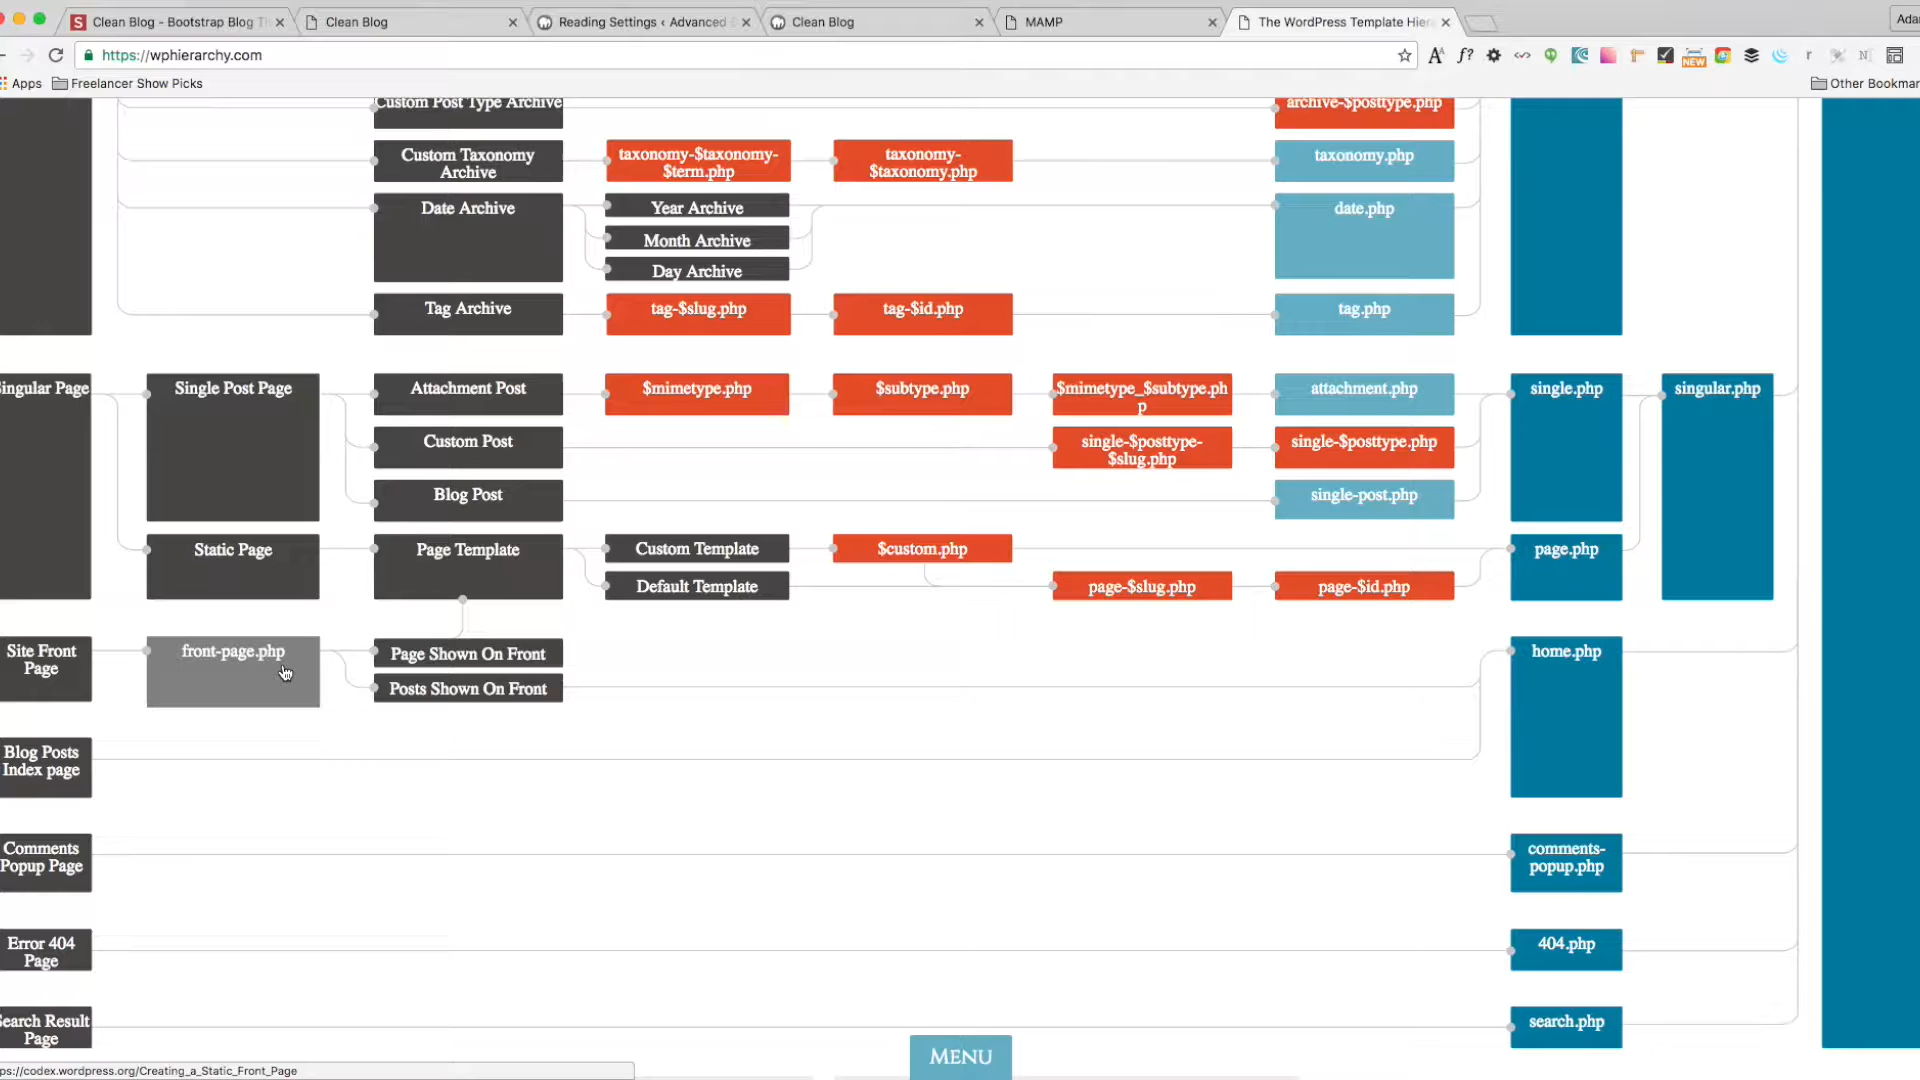 Clean Blog - Bootstrap Blog Th
Clean Blog
Reading Settings ‹ Advanced
Clean Blog
MAMP
The WordPress Template Hier
Ada
https://wphierarchy.com
NEW
Apps
Freelancer Show Picks
Other Bookmar
Custom Post Type Archive
archive-$posttype.php
Custom Taxonomy
Archive
taxonomy-$taxonomy-
$term.php
taxonomy-
$taxonomy.php
taxonomy.php
Date Archive
Year Archive
Month Archive
Day Archive
date.php
Tag Archive
tag-$slug.php
tag-$id.php
tag.php
ingular Page
Single Post Page
Attachment Post
$mimetype.php
$subtype.php
$mimetype_$subtype.ph
p
attachment.php
single.php
singular.php
Custom Post
single-$posttype-
$slug.php
single-$posttype.php
Blog Post
single-post.php
Static Page
Page Template
Custom Template
$custom.php
page.php
Default Template
page-$slug.php
page-$id.php
Site Front
Page
front-page.php
Page Shown On Front
Posts Shown On Front
home.php
Blog Posts
Index page
Comments
Popup Page
comments-
popup.php
Error 404
Page
404.php
Search Result
Page
search.php
MENU
ps://codex.wordpress.org/Creating_a_Static_Front_Page